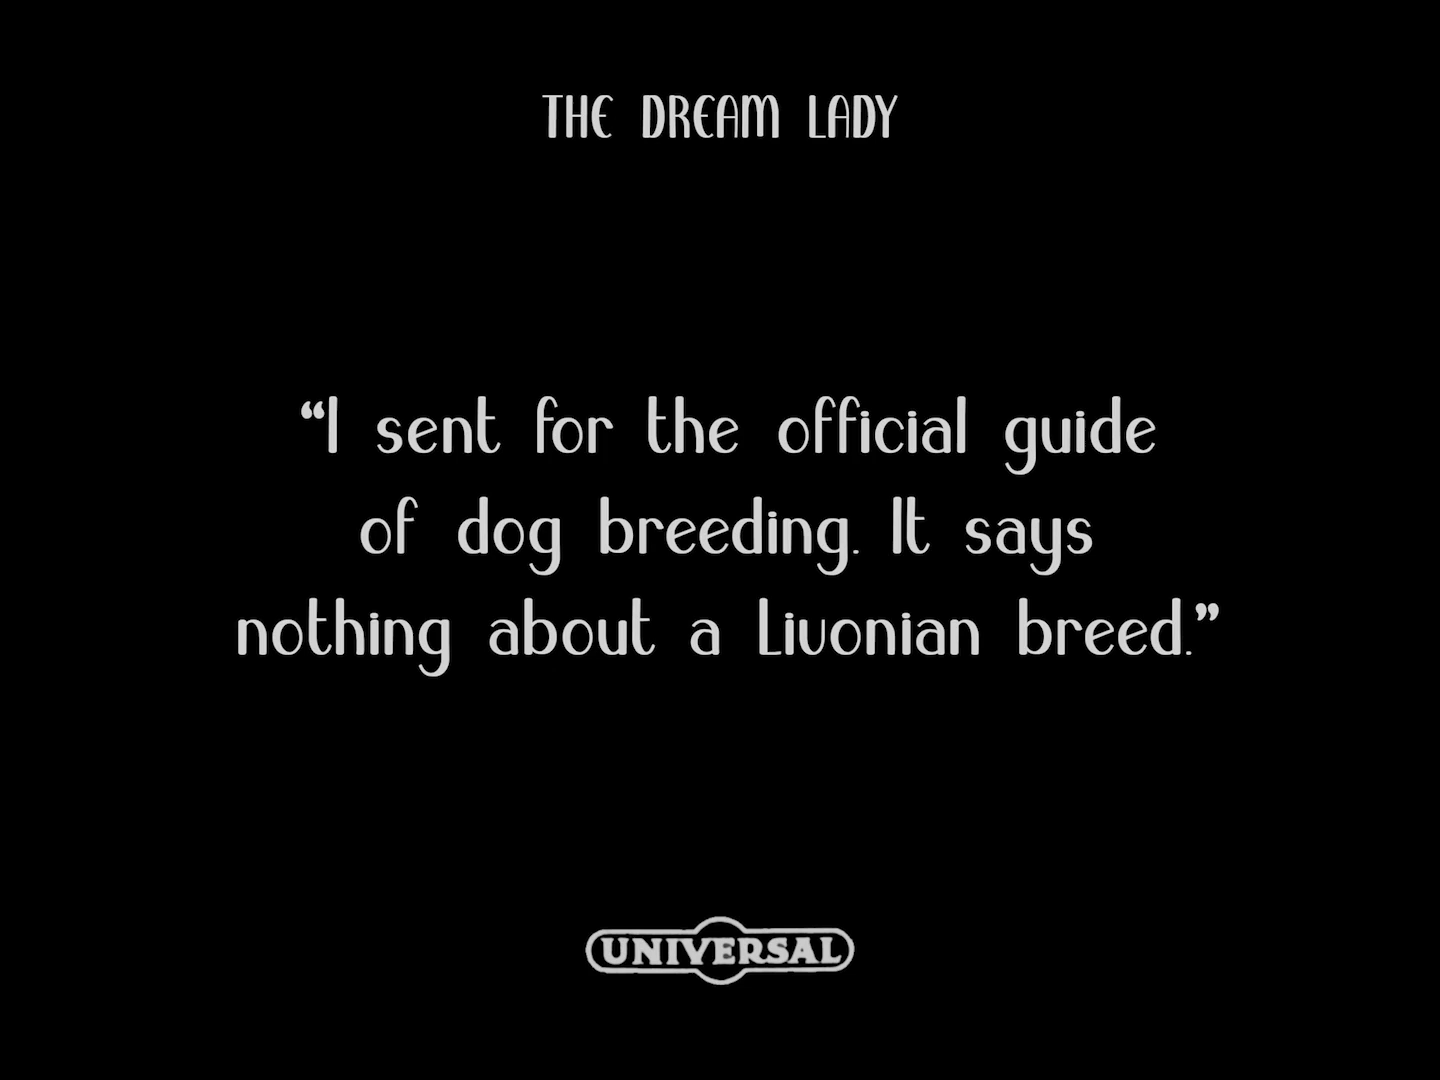 THE DREAM LADY
“I sent for the official guide
of dog breeding. It says
nothing about a Livonian breed.”
UNIVERSAL